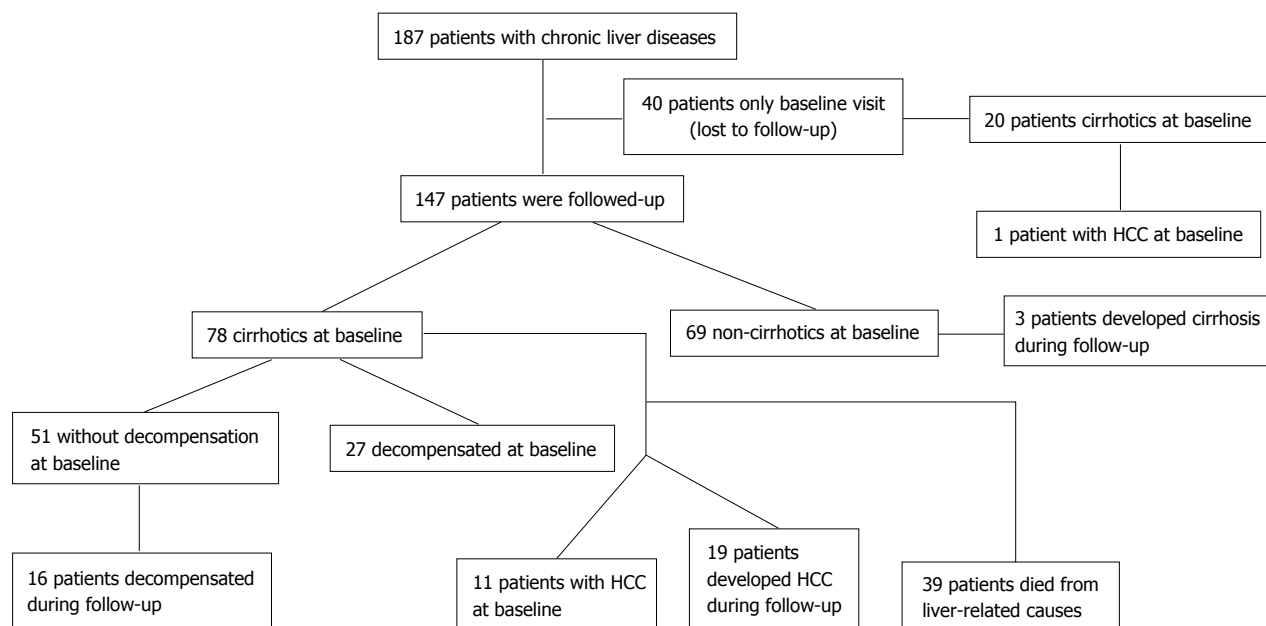 187 patients with chronic liver diseases
40 patients only baseline visit
(lost to follow-up)
20 patients cirrhotics at baseline
147 patients were followed-up
1 patient with HCC at baseline
78 cirrhotics at baseline
69 non-cirrhotics at baseline
3 patients developed cirrhosis
during follow-up
51 without decompensation
at baseline
27 decompensated at baseline
16 patients decompensated
during follow-up
11 patients with HCC
at baseline
19 patients
developed HCC
during follow-up
39 patients died from
liver-related causes